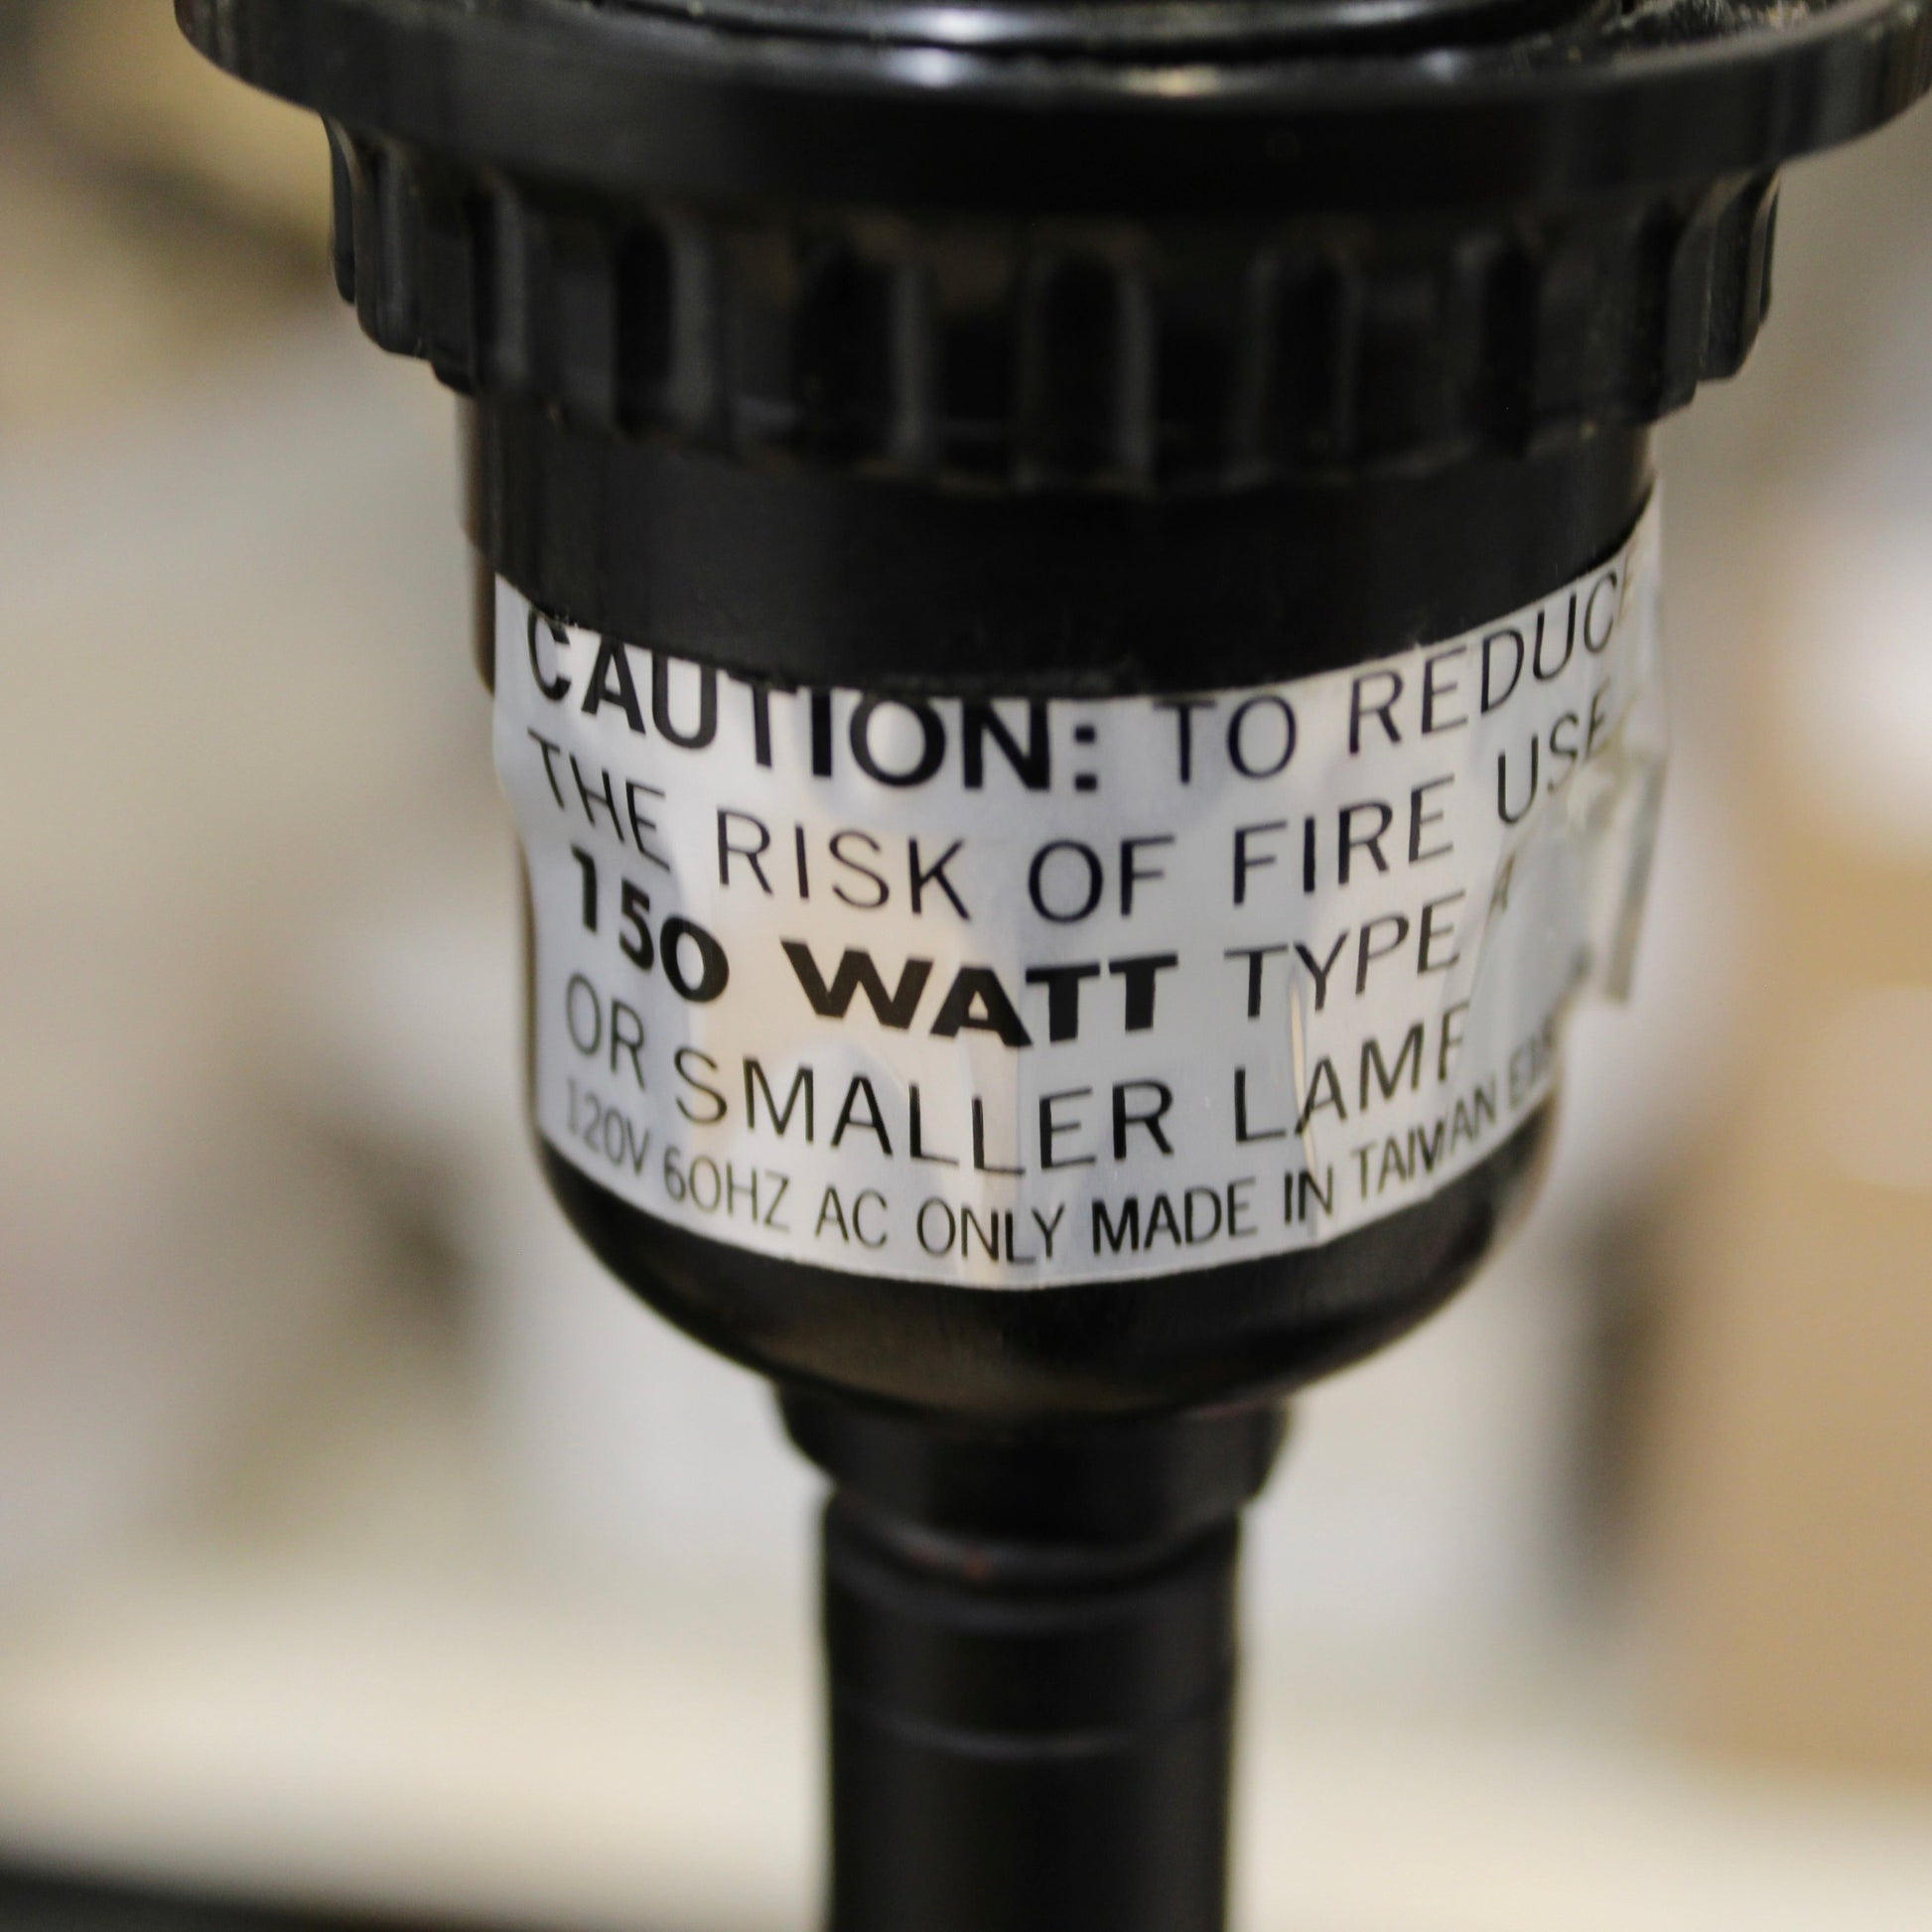 CAUTION: TO REDUCE
THE RISK OF FIRE USE
150 WATT TYPE A
OR SMALLER LAMP
120V 60HZ AC ONLY MADE IN TAIWAN